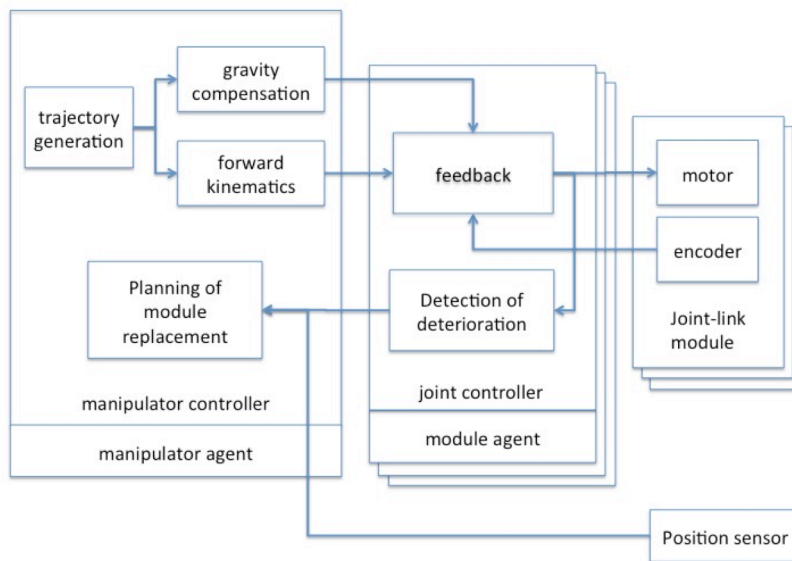 trajectory
generation
gravity
compensation
forward
kinematics
Planning of
module
replacement
manipulator controller
manipulator agent
feedback
Detection of
deterioration
joint controller
module agent
motor
encoder
Joint-link
module
Position sensor